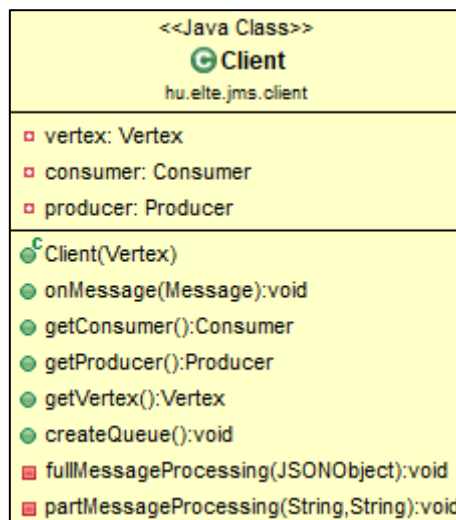 <<Java Class>>
C Client
hu.elte.jms.client
vertex: Vertex
consumer: Consumer
producer: Producer
C Client(Vertex)
onMessage(Message):void
getConsumer():Consumer
getProducer():Producer
getVertex():Vertex
createQueue():void
fullMessageProcessing(JSONObject):void
partMessageProcessing(String,String):void